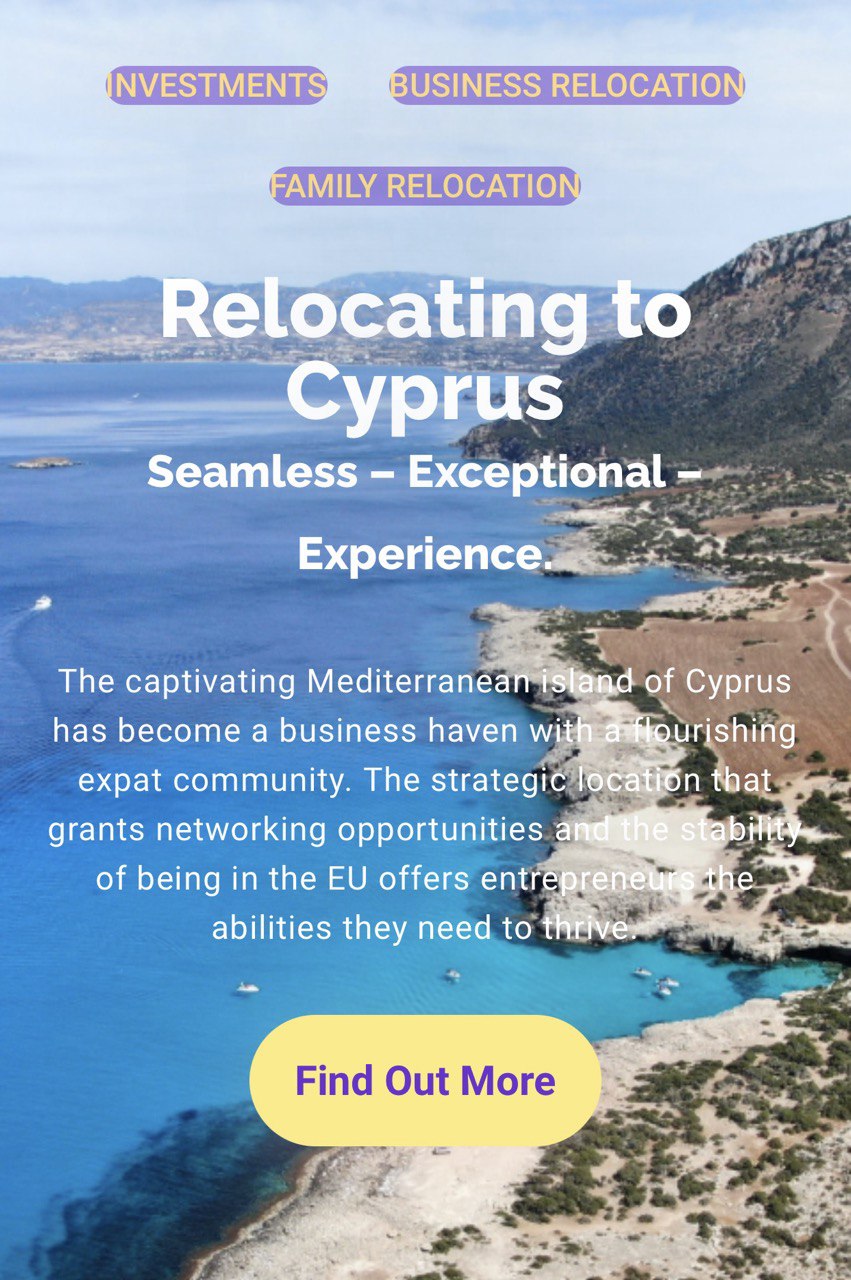 INVESTMENTS
BUSINESS RELOCATION
FAMILY RELOCATION
Relocating to
Cyprus
Seamless – Exceptional –
Experience.
The captivating Mediterranean island of Cyprus
has become a business haven with a flourishing
expat community. The strategic location that
grants networking opportunities and the stability
of being in the EU offers entrepreneurs the
abilities they need to thrive.
Find Out More